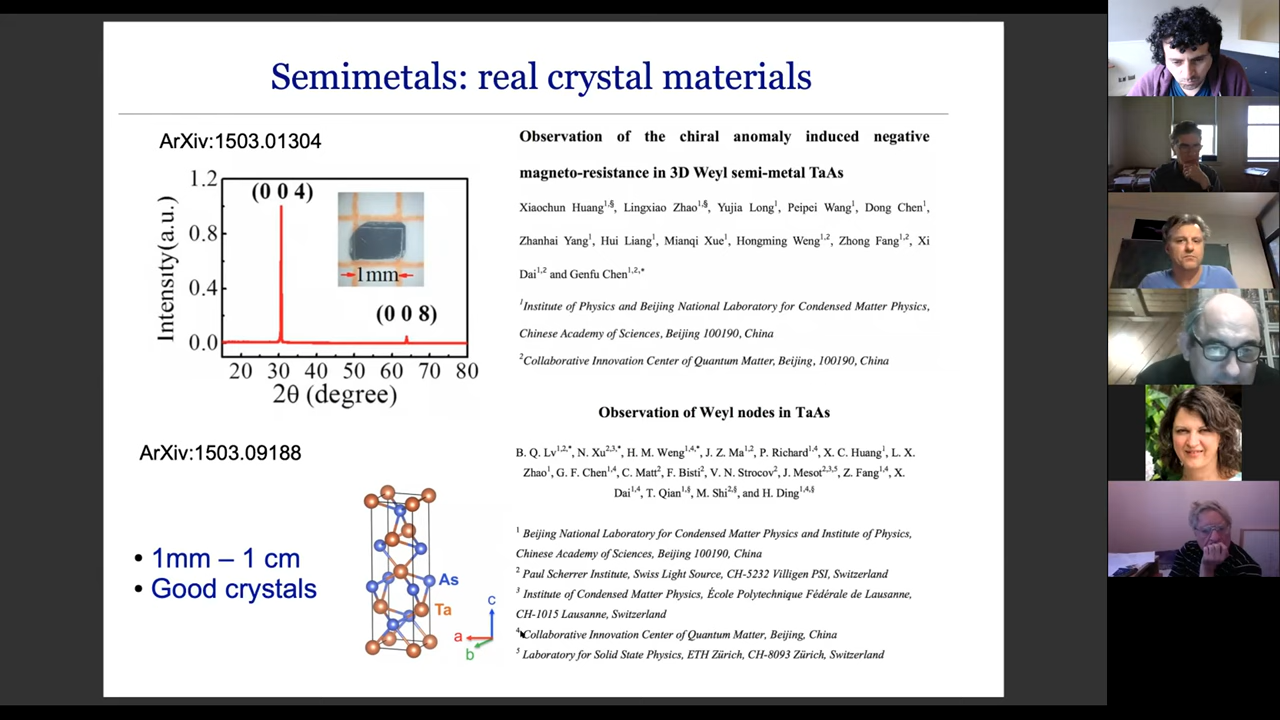 Semimetals: real crystal materials
ArXiv:1503.01304
Intensity(a.u.)
1.2
0.8
0.4
0.0
(0 0 4)
1mm
(0 0 8)
20 30 40 50 60 70 80
2θ (degree)
Observation of the chiral anomaly induced negative
magneto-resistance in 3D Weyl semi-metal TaAs
Xiaochun Huang1,§, Lingxiao Zhao1,§, Yujia Long1, Peipei Wang1, Dong Chen1,
Zhanhai Yang1, Hui Liang1, Mianqi Xue1, Hongming Weng1,2, Zhong Fang1,2, Xi
Dai1,2 and Genfu Chen1,2,*
1Institute of Physics and Beijing National Laboratory for Condensed Matter Physics,
Chinese Academy of Sciences, Beijing 100190, China
2Collaborative Innovation Center of Quantum Matter, Beijing, 100190, China
ArXiv:1503.09188
• 1mm – 1 cm
• Good crystals
As
Ta
c
a
b
Observation of Weyl nodes in TaAs
B. Q. Lv1,2,*, N. Xu2,3,*, H. M. Weng1,4,*, J. Z. Ma1,2, P. Richard1,4, X. C. Huang1, L. X.
Zhao1, G. F. Chen1,4, C. Matt2, F. Bisti2, V. N. Strocov2, J. Mesot2,3,5, Z. Fang1,4, X.
Dai1,4, T. Qian1,§, M. Shi2,§, and H. Ding1,4,§
1 Beijing National Laboratory for Condensed Matter Physics and Institute of Physics,
Chinese Academy of Sciences, Beijing 100190, China
2 Paul Scherrer Institute, Swiss Light Source, CH-5232 Villigen PSI, Switzerland
3 Institute of Condensed Matter Physics, École Polytechnique Fédérale de Lausanne,
CH-1015 Lausanne, Switzerland
4 Collaborative Innovation Center of Quantum Matter, Beijing, China
5 Laboratory for Solid State Physics, ETH Zürich, CH-8093 Zürich, Switzerland